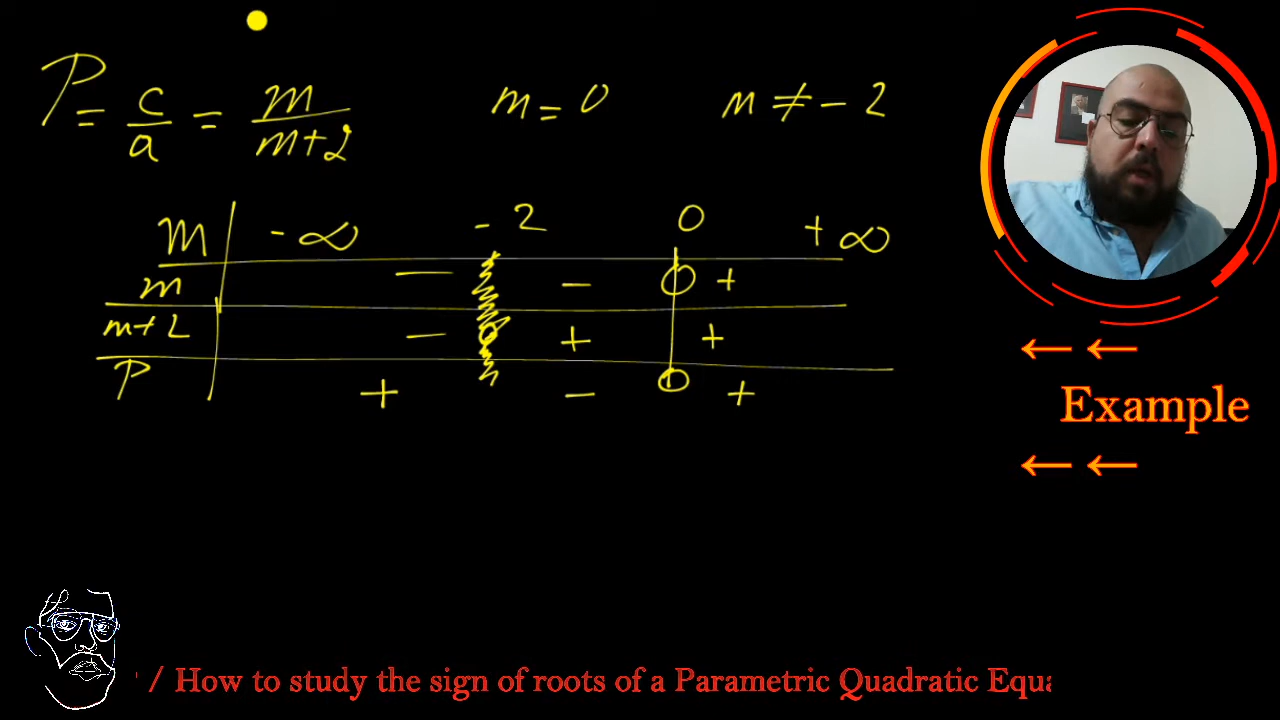 P = c/a = m/m+2 m = 0 m ≠ - 2
m - ∞ - 2 0 + ∞
m — - 0 +
m+2 - 0 + +
P + - 0 +
← ←
Example
← ←
/ How to study the sign of roots of a Parametric Quadratic Equa